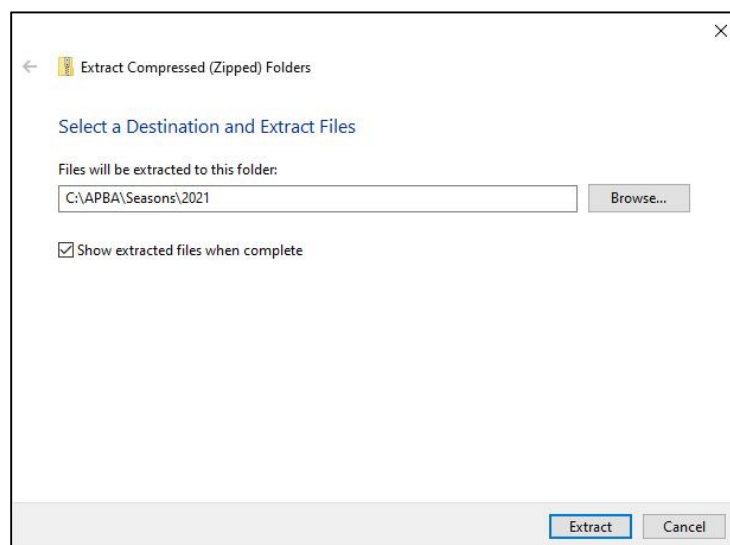 Extract Compressed (Zipped) Folders
Select a Destination and Extract Files
Files will be extracted to this folder:
C:\APBA\Seasons\2021
Browse...
Show extracted files when complete
Extract
Cancel